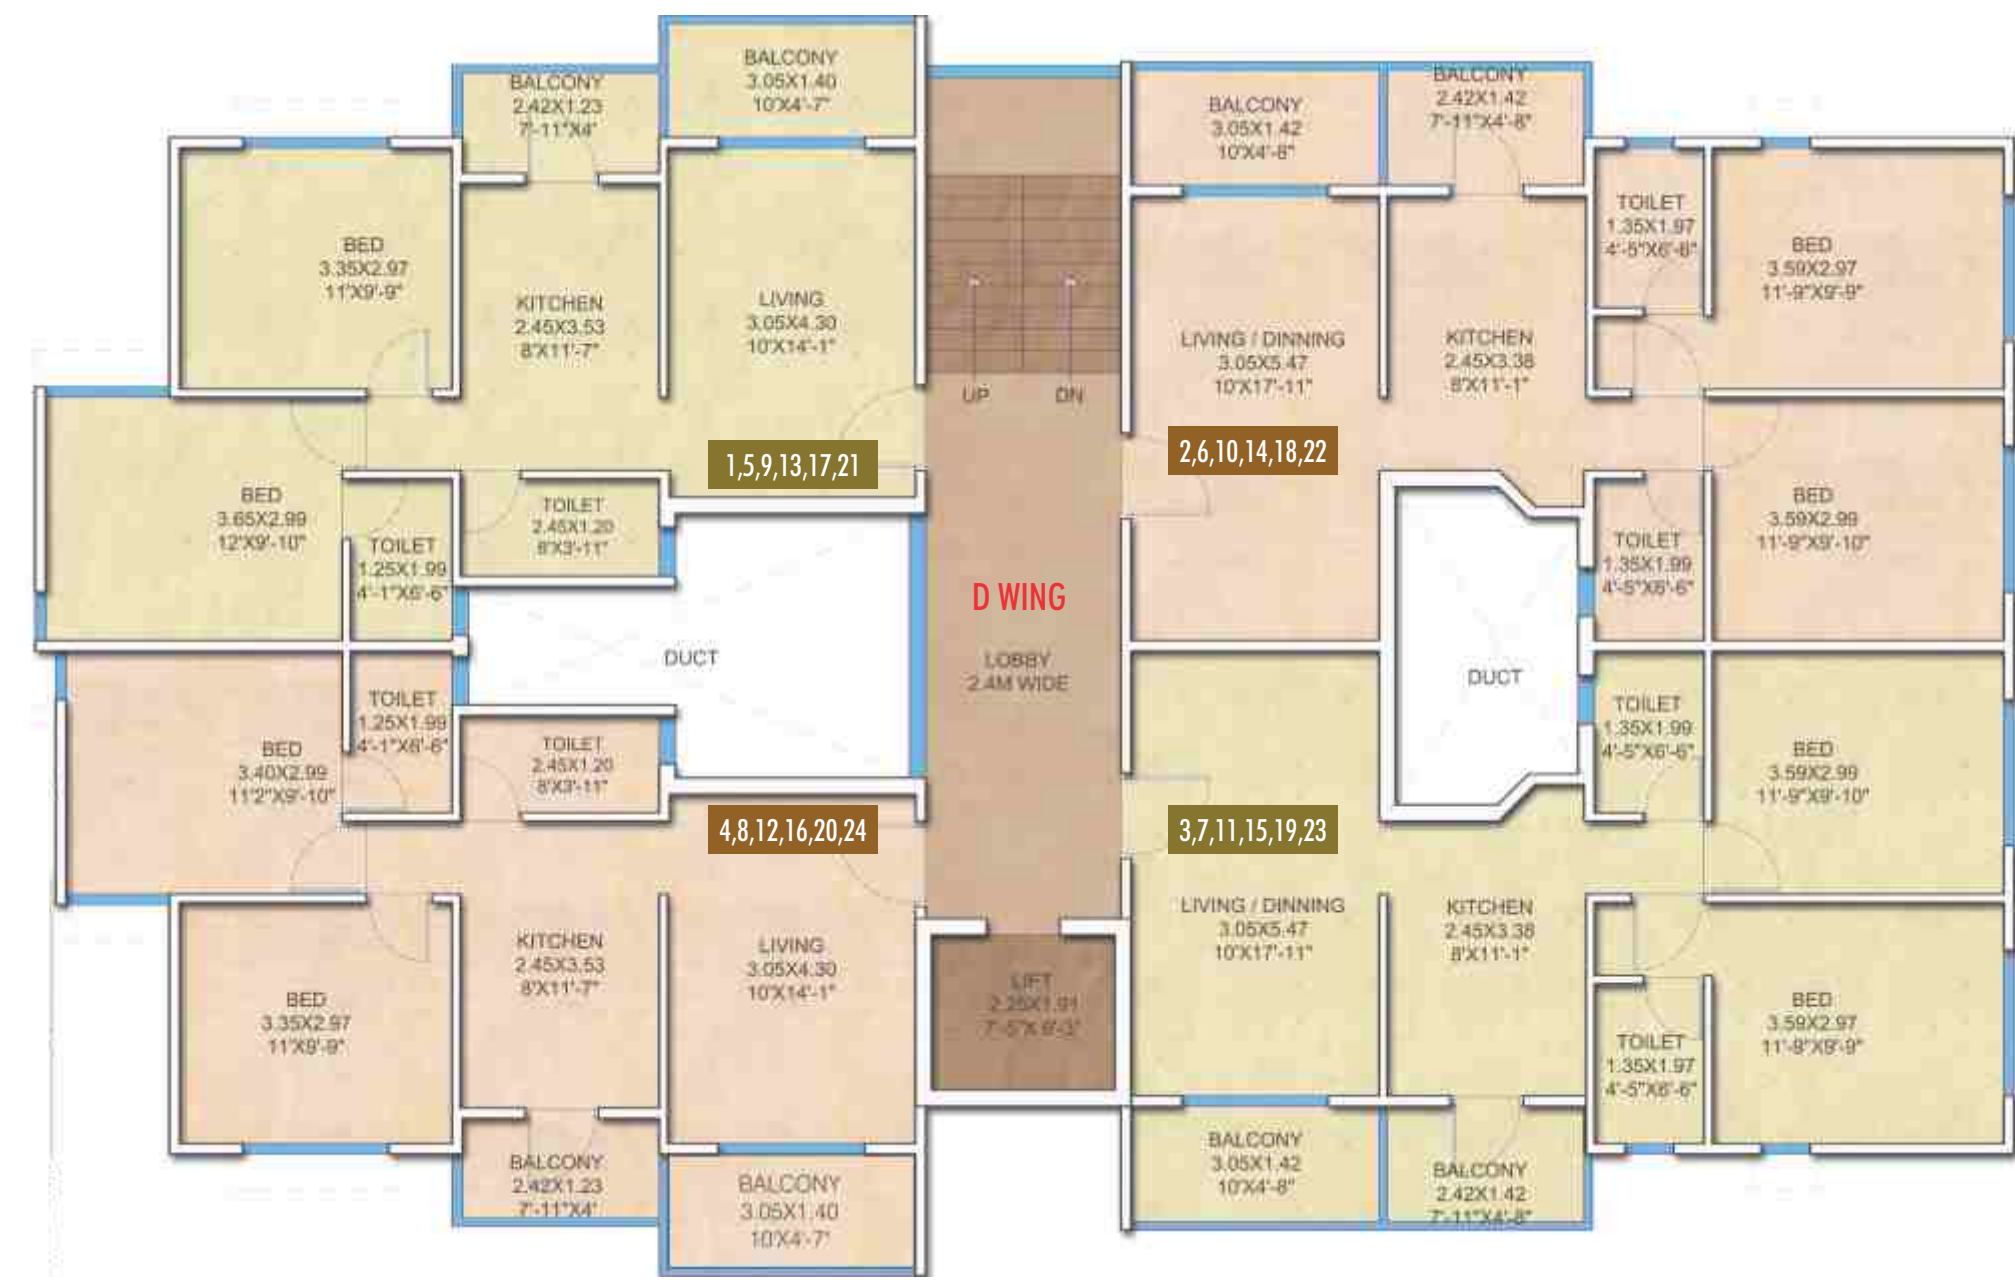 BALCONY
3.05X1.40
10'X4'-7"
BALCONY
2.42X1.23
7'-11"X4'
BED
3.35X2.97
11'X9'-9"
KITCHEN
2.45X3.53
8'X11'-7"
LIVING
3.05X4.30
10'X14'-1"
1,5,9,13,17,21
BED
3.65X2.99
12'X9'-10"
TOILET
1.25X1.99
4'-1"X6'-6"
TOILET
2.45X1.20
8'X3'-11"
BALCONY
3.05X1.42
10'X4'-8"
BALCONY
2.42X1.42
7'-11"X4'-8"
TOILET
1.35X1.97
4'-5"X6'-6"
BED
3.59X2.97
11'-9"X9'-9"
LIVING / DINNING
3.05X5.47
10'X17'-11"
KITCHEN
2.45X3.38
8'X11'-1"
2,6,10,14,18,22
TOILET
1.35X1.99
4'-5"X6'-6"
BED
3.59X2.99
11'-9"X9'-10"
UP
DN
D WING
LOBBY
2.4M WIDE
DUCT
DUCT
BED
3.40X2.99
11'2"X9'-10"
TOILET
1.25X1.99
4'-1"X6'-6"
TOILET
2.45X1.20
8'X3'-11"
4,8,12,16,20,24
BED
3.35X2.97
11'X9'-9"
KITCHEN
2.45X3.53
8'X11'-7"
LIVING
3.05X4.30
10'X14'-1"
BALCONY
2.42X1.23
7'-11"X4'
BALCONY
3.05X1.40
10'X4'-7"
LIFT
2.25X1.91
TOILET
1.35X1.99
4'-5"X6'-6"
BED
3.59X2.99
11'-9"X9'-10"
3,7,11,15,19,23
LIVING / DINNING
3.05X5.47
10'X17'-11"
KITCHEN
2.45X3.38
8'X11'-1"
TOILET
1.35X1.97
4'-5"X6'-6"
BED
3.59X2.97
11'-9"X9'-9"
BALCONY
3.05X1.42
10'X4'-8"
BALCONY
2.42X1.42
7'-11"X4'-8"